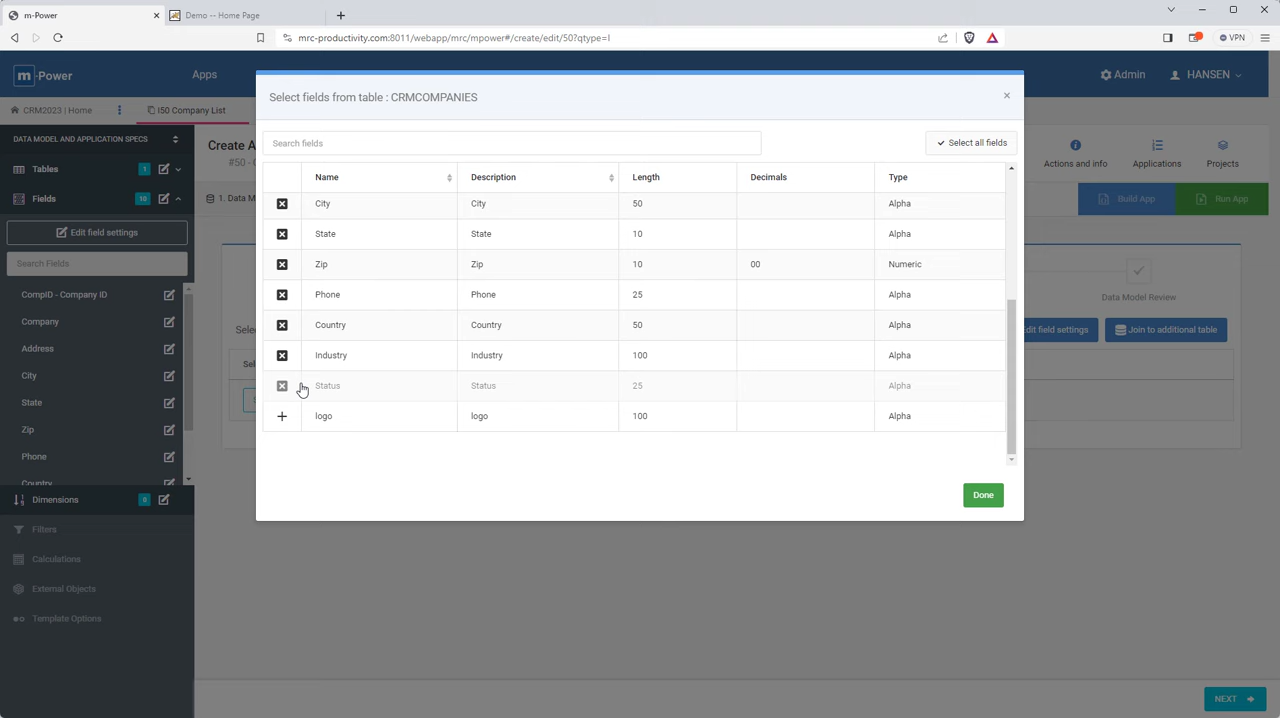 m-Power
Demo -- Home Page
mrc-productivity.com:8011/webapp/mrc/mpower#/create/edit/50?qtype=I
VPN
m-Power
Apps
Admin
HANSEN
CRM2023 | Home
I50 Company List
DATA MODEL AND APPLICATION SPECS
Tables 1
Fields 10
Edit field settings
Search Fields
CompID - Company ID
Company
Address
City
State
Zip
Phone
Country
Dimensions 0
Filters
Calculations
External Objects
Template Options
Create A
#50 -
1. Data M
Actions and info
Applications
Projects
Build App
Run App
Data Model Review
Edit field settings
Join to additional table
Select fields from table : CRMCOMPANIES
Search fields
Select all fields
Name Description Length Decimals Type
City City 50 Alpha
State State 10 Alpha
Zip Zip 10 00 Numeric
Phone Phone 25 Alpha
Country Country 50 Alpha
Industry Industry 100 Alpha
Status Status 25 Alpha
logo logo 100 Alpha
Done
NEXT